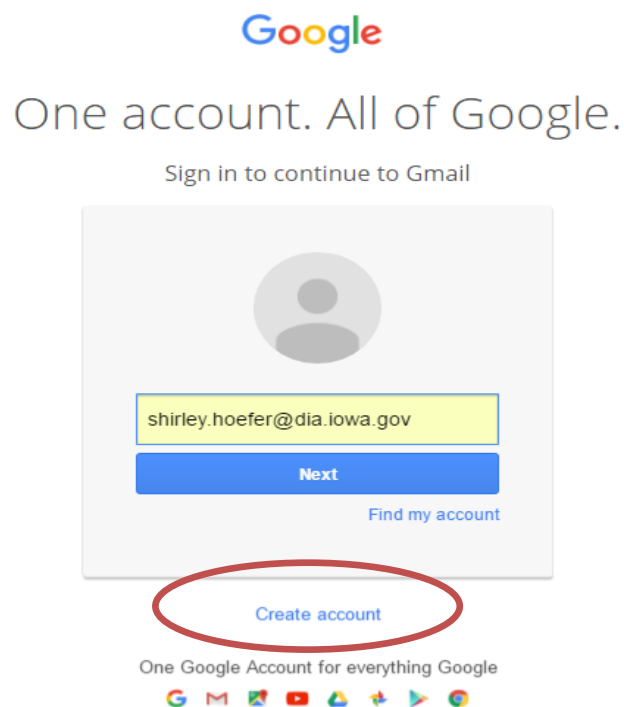 Google
One account. All of Google.
Sign in to continue to Gmail
shirley.hoefer@dia.iowa.gov
Next
Find my account
Create account
One Google Account for everything Google